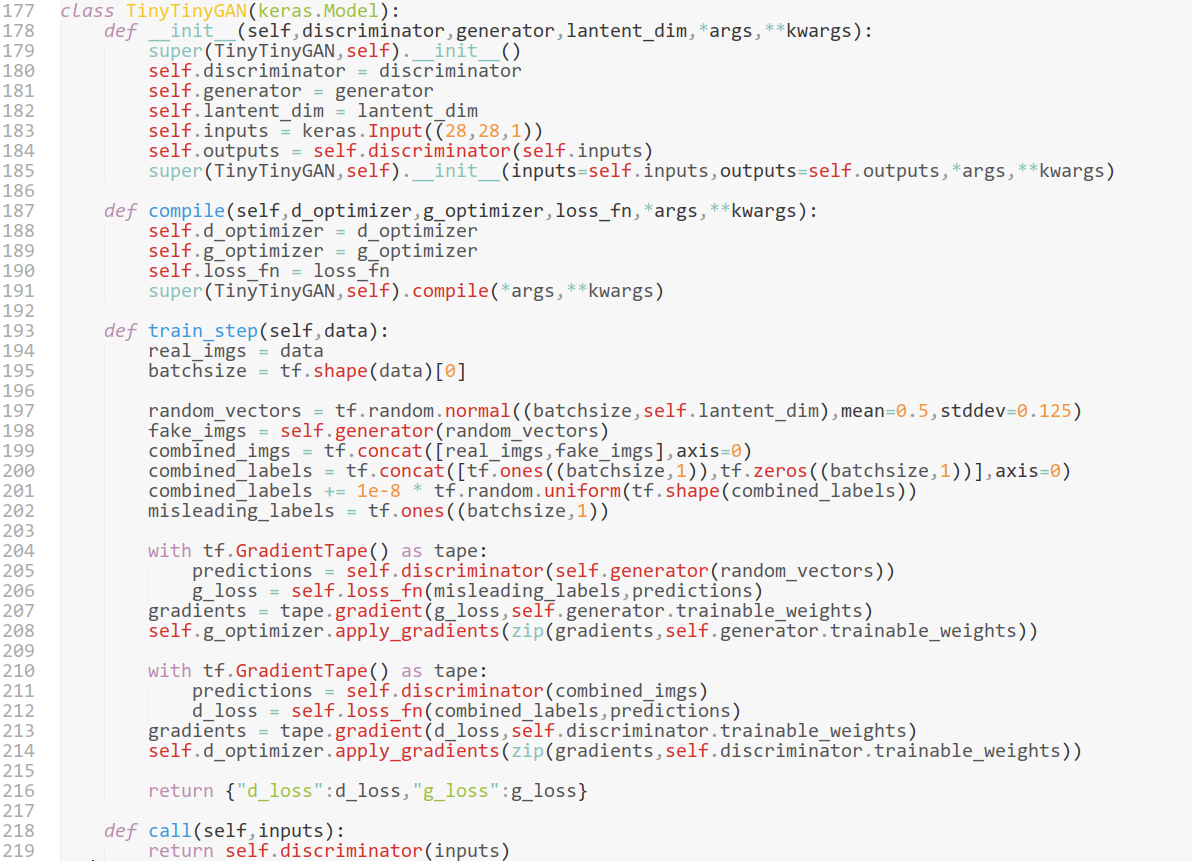 177 class TinyTinyGAN(keras.Model):
178     def __init__(self,discriminator,generator,lantent_dim,*args,**kwargs):
179         super(TinyTinyGAN,self).__init__()
180         self.discriminator = discriminator
181         self.generator = generator
182         self.lantent_dim = lantent_dim
183         self.inputs = keras.Input((28,28,1))
184         self.outputs = self.discriminator(self.inputs)
185         super(TinyTinyGAN,self).__init__(inputs=self.inputs,outputs=self.outputs,*args,**kwargs)
186
187     def compile(self,d_optimizer,g_optimizer,loss_fn,*args,**kwargs):
188         self.d_optimizer = d_optimizer
189         self.g_optimizer = g_optimizer
190         self.loss_fn = loss_fn
191         super(TinyTinyGAN,self).compile(*args,**kwargs)
192
193     def train_step(self,data):
194         real_imgs = data
195         batchsize = tf.shape(data)[0]
196
197         random_vectors = tf.random.normal((batchsize,self.lantent_dim),mean=0.5,stddev=0.125)
198         fake_imgs = self.generator(random_vectors)
199         combined_imgs = tf.concat([real_imgs,fake_imgs],axis=0)
200         combined_labels = tf.concat([tf.ones((batchsize,1)),tf.zeros((batchsize,1))],axis=0)
201         combined_labels += 1e-8 * tf.random.uniform(tf.shape(combined_labels))
202         misleading_labels = tf.ones((batchsize,1))
203
204         with tf.GradientTape() as tape:
205             predictions = self.discriminator(self.generator(random_vectors))
206             g_loss = self.loss_fn(misleading_labels,predictions)
207         gradients = tape.gradient(g_loss,self.generator.trainable_weights)
208         self.g_optimizer.apply_gradients(zip(gradients,self.generator.trainable_weights))
209
210         with tf.GradientTape() as tape:
211             predictions = self.discriminator(combined_imgs)
212             d_loss = self.loss_fn(combined_labels,predictions)
213         gradients = tape.gradient(d_loss,self.discriminator.trainable_weights)
214         self.d_optimizer.apply_gradients(zip(gradients,self.discriminator.trainable_weights))
215
216         return {"d_loss":d_loss,"g_loss":g_loss}
217
218     def call(self,inputs):
219         return self.discriminator(inputs)